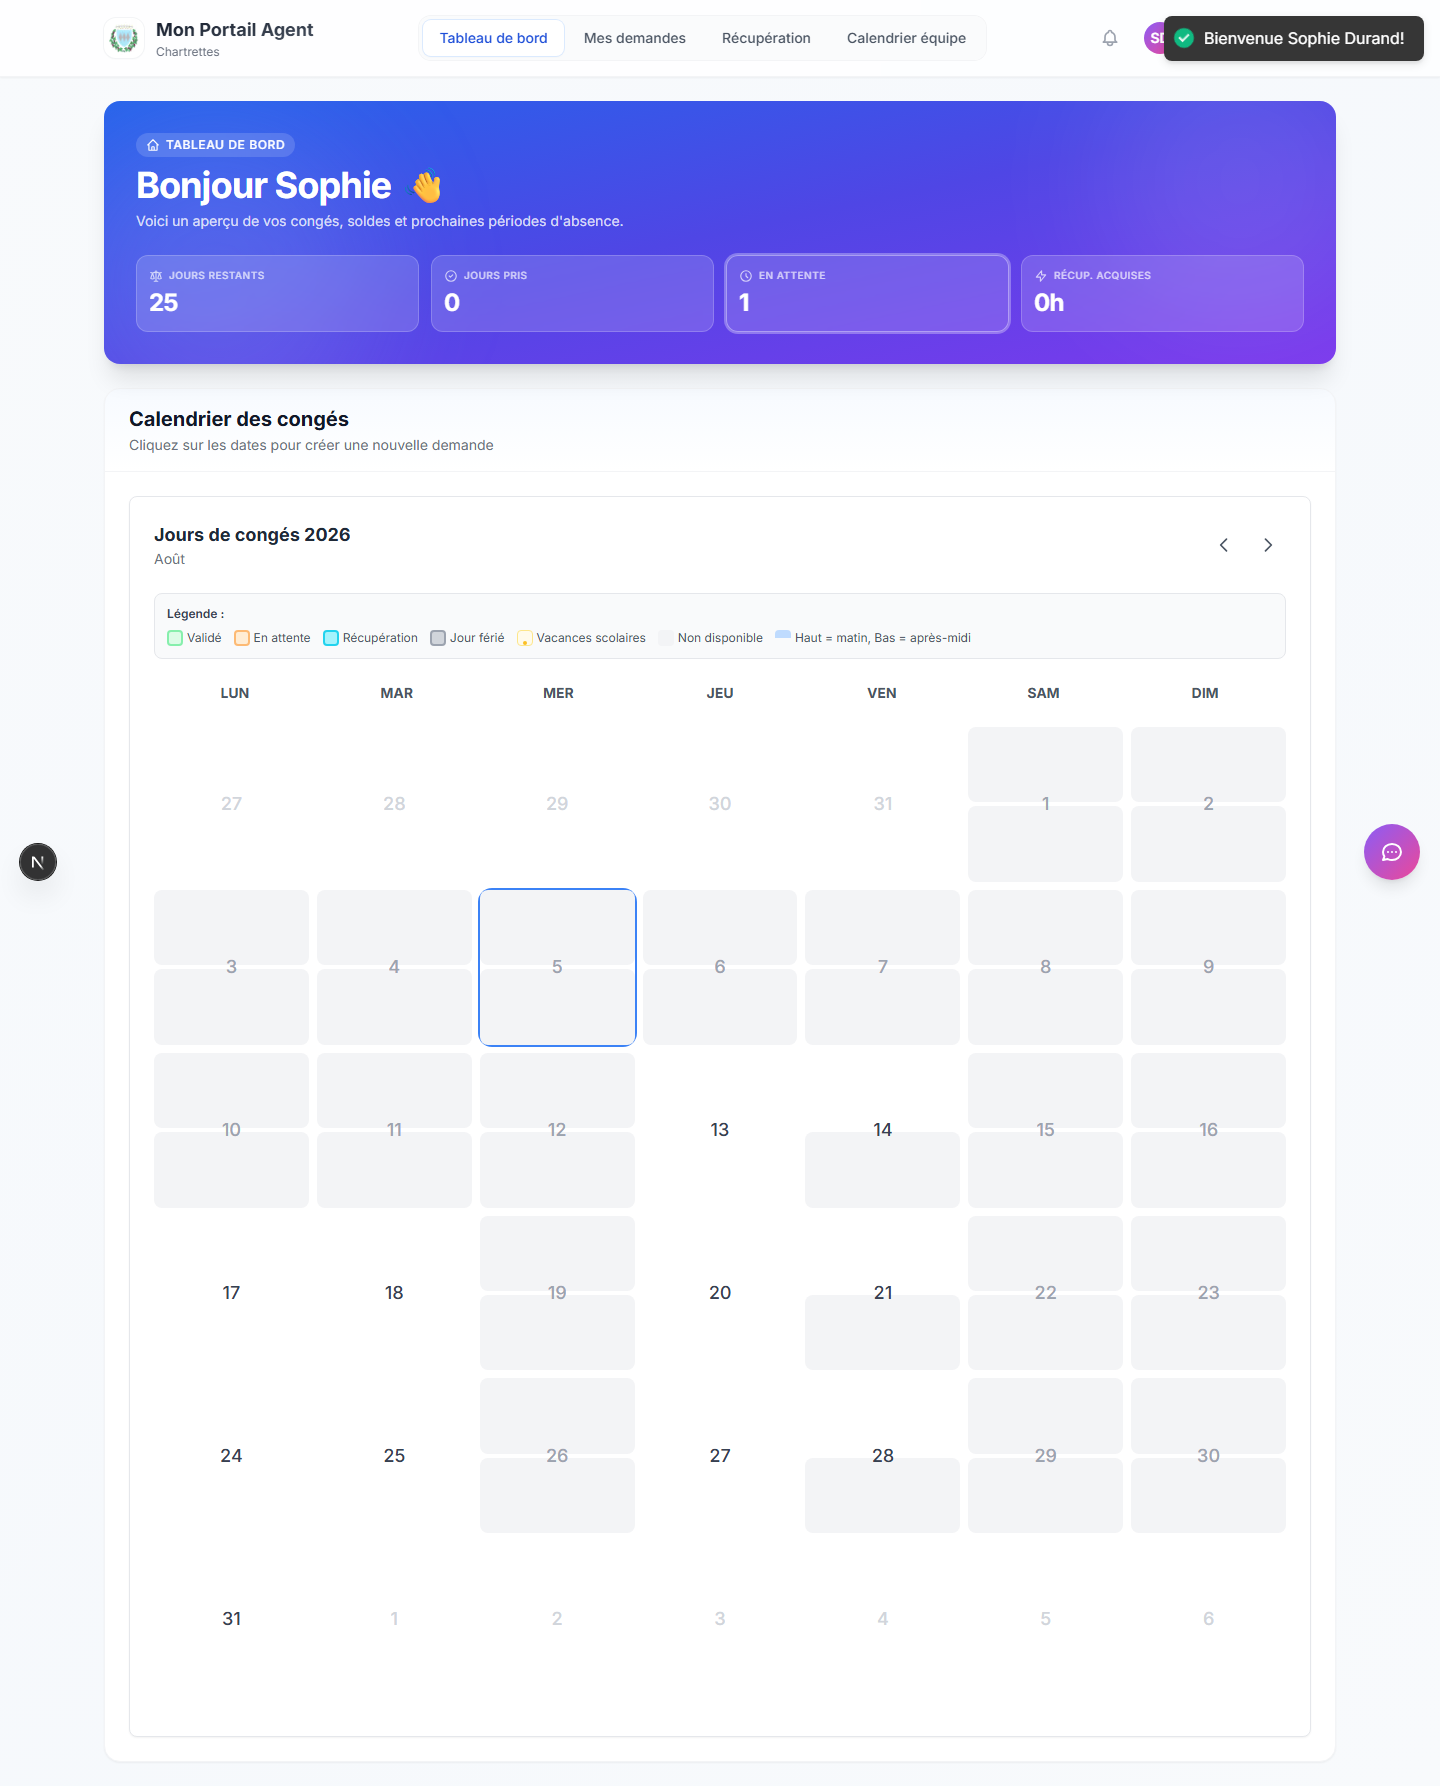 Mon Portail Agent
Chartrettes
Tableau de bord
Mes demandes
Récupération
Calendrier équipe
Bienvenue Sophie Durand!
TABLEAU DE BORD
Bonjour Sophie 👋
Voici un aperçu de vos congés, soldes et prochaines périodes d'absence.
JOURS RESTANTS
25
JOURS PRIS
0
EN ATTENTE
1
RÉCUP. ACQUISES
0h
Calendrier des congés
Cliquez sur les dates pour créer une nouvelle demande
Jours de congés 2026
Août
Légende :
Validé En attente Récupération Jour férié Vacances scolaires Non disponible Haut = matin, Bas = après-midi
LUN MAR MER JEU VEN SAM DIM
27 28 29 30 31 1 2
3 4 5 6 7 8 9
10 11 12 13 14 15 16
17 18 19 20 21 22 23
24 25 26 27 28 29 30
31 1 2 3 4 5 6
N